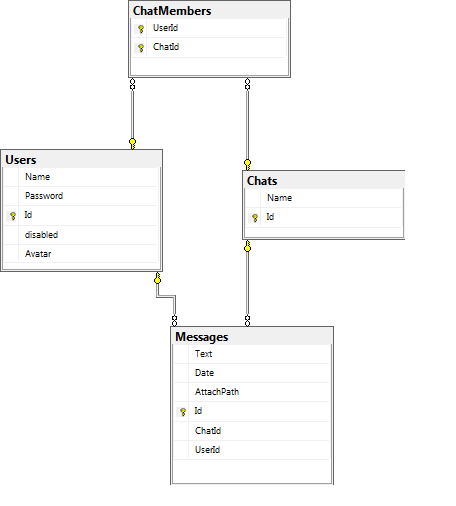 ChatMembers
UserId
ChatId
Users
Name
Password
Id
disabled
Avatar
Chats
Name
Id
Messages
Text
Date
AttachPath
Id
ChatId
UserId